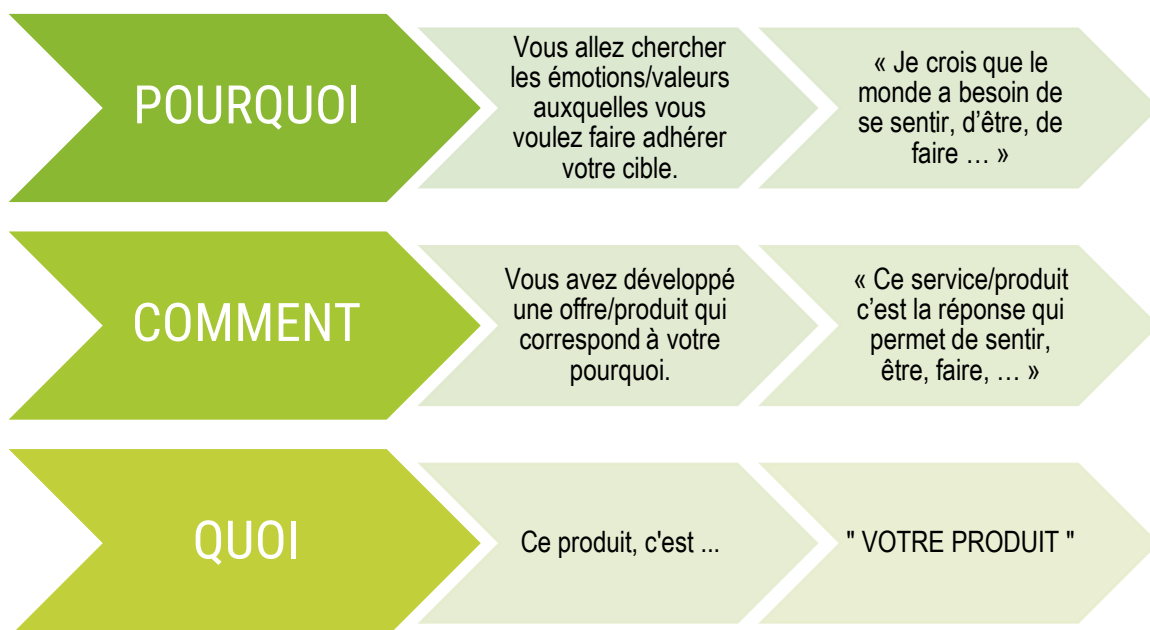 POURQUOI
Vous allez chercher
les émotions/valeurs
auxquelles vous
voulez faire adhérer
votre cible.
« Je crois que le
monde a besoin de
se sentir, d’être, de
faire … »
COMMENT
Vous avez développé
une offre/produit qui
correspond à votre
pourquoi.
« Ce service/produit
c’est la réponse qui
permet de sentir,
être, faire, … »
QUOI
Ce produit, c'est ...
" VOTRE PRODUIT "